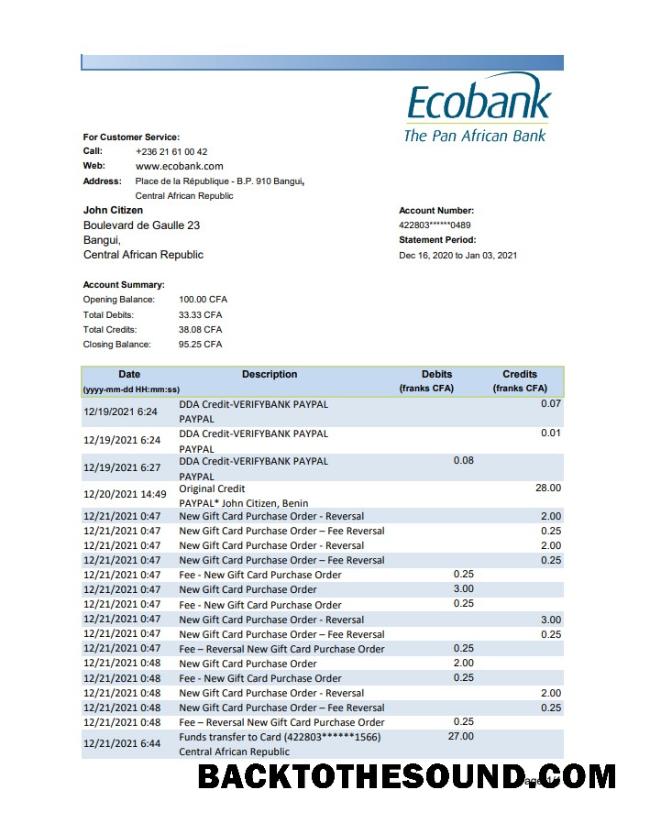 Ecobank
The Pan African Bank
For Customer Service:
Call: +236 21 61 00 42
Web: www.ecobank.com
Address: Place de la République - B.P. 910 Bangui,
Central African Republic
John Citizen
Boulevard de Gaulle 23
Bangui,
Central African Republic
Account Number:
422803******0489
Statement Period:
Dec 16, 2020 to Jan 03, 2021
Account Summary:
Opening Balance: 100.00 CFA
Total Debits: 33.33 CFA
Total Credits: 38.08 CFA
Closing Balance: 95.25 CFA
Date Description Debits Credits
(yyyy-mm-dd HH:mm:ss) (franks CFA) (franks CFA)
12/19/2021 6:24 DDA Credit-VERIFYBANK PAYPAL 0.07
PAYPAL
12/19/2021 6:24 DDA Credit-VERIFYBANK PAYPAL 0.01
PAYPAL
12/19/2021 6:27 DDA Credit-VERIFYBANK PAYPAL 0.08
PAYPAL
12/20/2021 14:49 Original Credit 28.00
PAYPAL* John Citizen, Benin
12/21/2021 0:47 New Gift Card Purchase Order - Reversal 2.00
12/21/2021 0:47 New Gift Card Purchase Order – Fee Reversal 0.25
12/21/2021 0:47 New Gift Card Purchase Order - Reversal 2.00
12/21/2021 0:47 New Gift Card Purchase Order – Fee Reversal 0.25
12/21/2021 0:47 Fee - New Gift Card Purchase Order 0.25
12/21/2021 0:47 New Gift Card Purchase Order 3.00
12/21/2021 0:47 Fee - New Gift Card Purchase Order 0.25
12/21/2021 0:47 New Gift Card Purchase Order - Reversal 3.00
12/21/2021 0:47 New Gift Card Purchase Order – Fee Reversal 0.25
12/21/2021 0:47 Fee – Reversal New Gift Card Purchase Order 0.25
12/21/2021 0:48 New Gift Card Purchase Order 2.00
12/21/2021 0:48 Fee - New Gift Card Purchase Order 0.25
12/21/2021 0:48 New Gift Card Purchase Order - Reversal 2.00
12/21/2021 0:48 New Gift Card Purchase Order – Fee Reversal 0.25
12/21/2021 0:48 Fee – Reversal New Gift Card Purchase Order 0.25
12/21/2021 6:44 Funds transfer to Card (422803******1566) 27.00
Central African Republic
BACKTOTHESOUND.COM